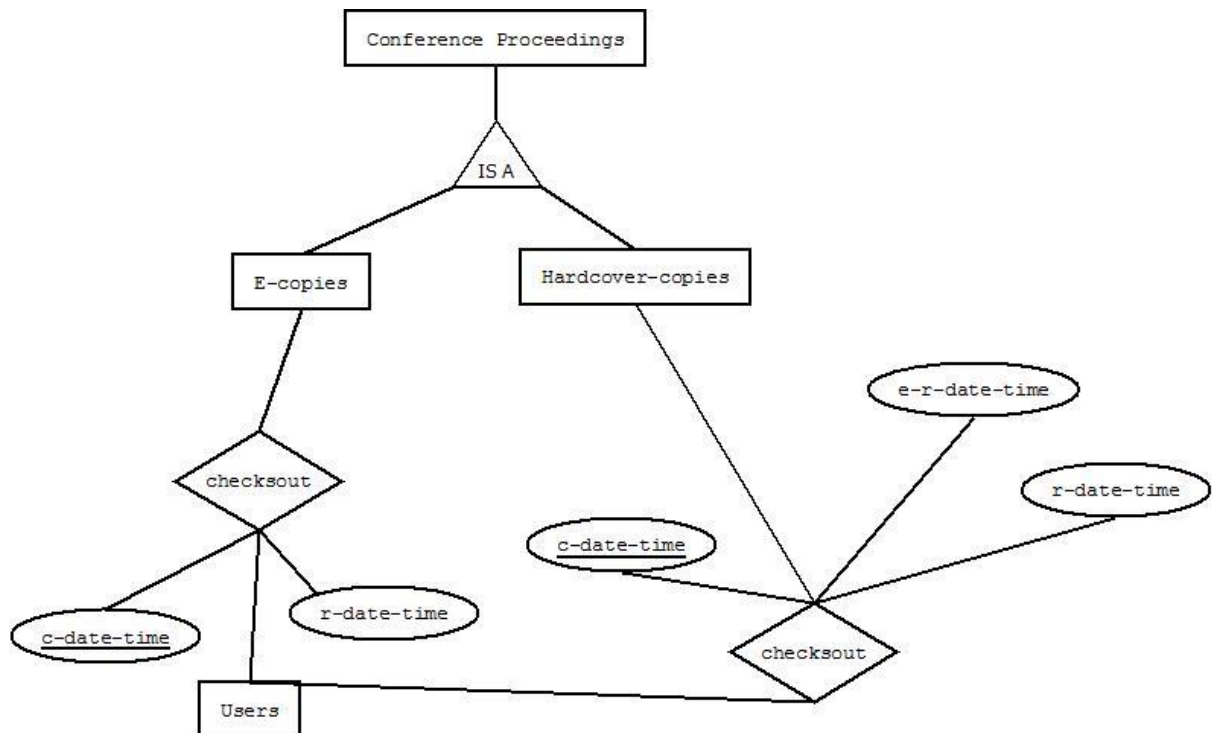 Conference Proceedings
IS A
E-copies
Hardcover-copies
e-r-date-time
checksout
r-date-time
c-date-time
r-date-time
c-date-time
checksout
Users